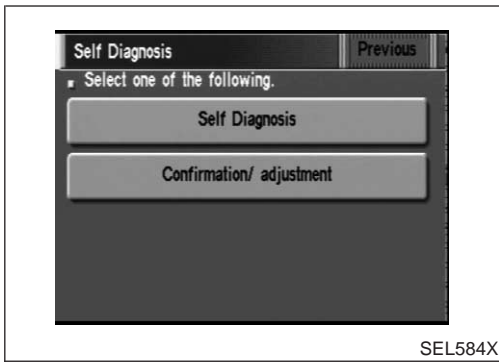 Self Diagnosis
Previous
Select one of the following.
Self Diagnosis
Confirmation/ adjustment
SEL584X